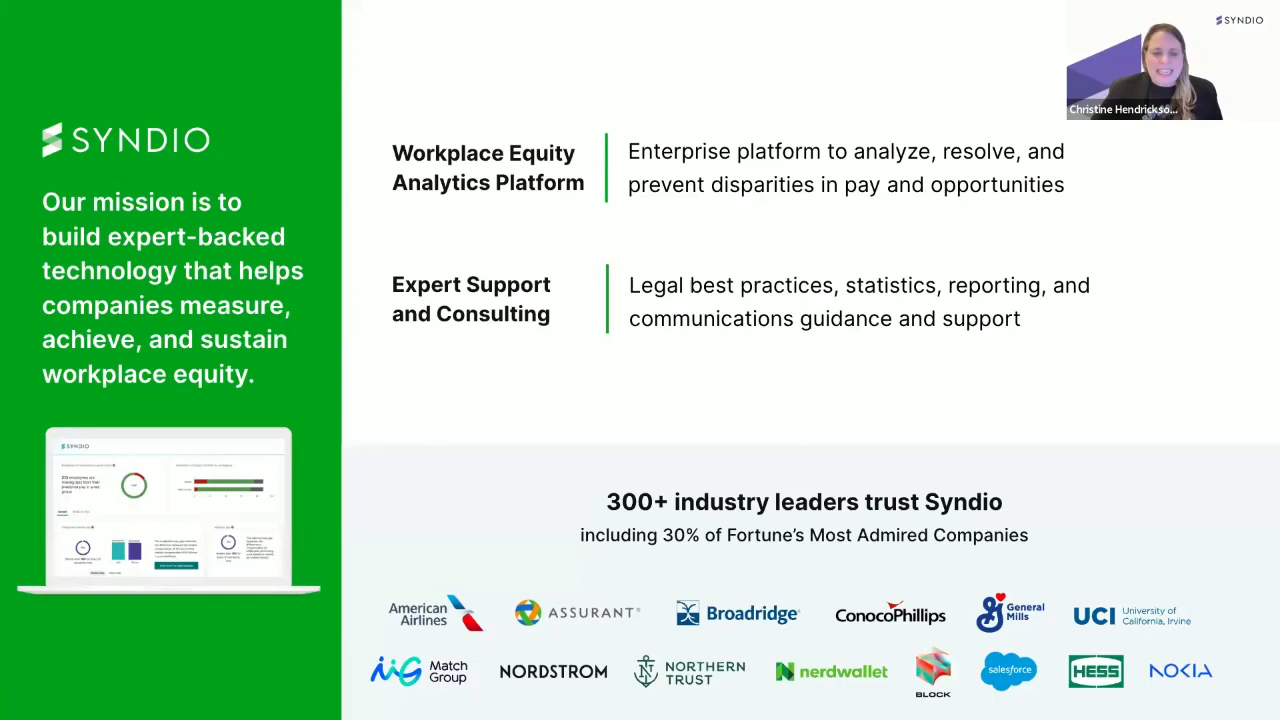 SYNDIO
Our mission is to
build expert-backed
technology that helps
companies measure,
achieve, and sustain
workplace equity.
SYNDIO
Workplace Equity
Analytics Platform
Enterprise platform to analyze, resolve, and
prevent disparities in pay and opportunities
Expert Support
and Consulting
Legal best practices, statistics, reporting, and
communications guidance and support
SYNDIO
Christine Hendrickso...
300+ industry leaders trust Syndio
including 30% of Fortune's Most Admired Companies
American
Airlines
ASSURANT
Broadridge
ConocoPhillips
General
Mills
UCI
University of
California, Irvine
Match
Group
NORDSTROM
NORTHERN
TRUST
nerdwallet
BLOCK
salesforce
HESS
NOKIA